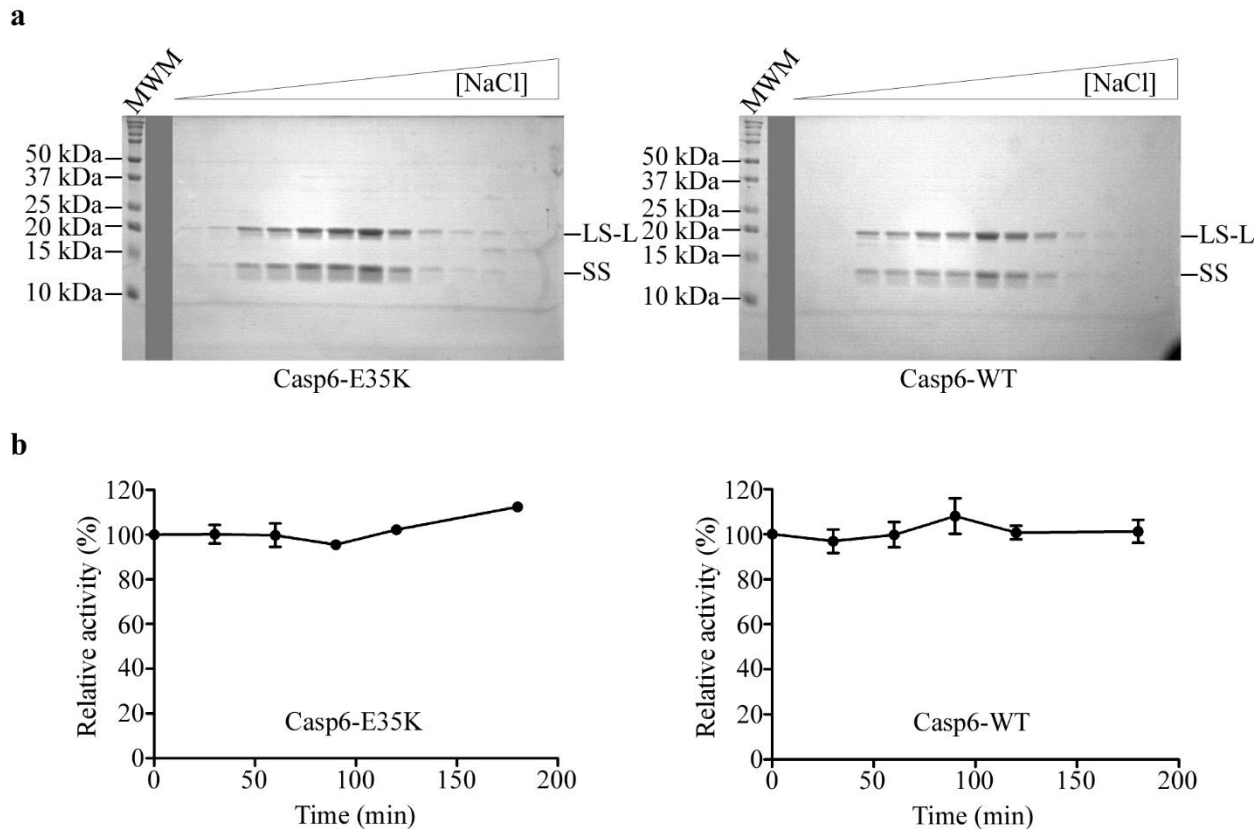 a
MWM [NaCl] MWM [NaCl]
50 kDa 50 kDa
37 kDa 37 kDa
25 kDa 25 kDa
20 kDa LS-L 20 kDa LS-L
15 kDa 15 kDa
SS SS
10 kDa 10 kDa
Casp6-E35K Casp6-WT
b
120 120
100 100
80 80
60 60
40 40
20 20
0 0
Relative activity (%) Relative activity (%)
Casp6-E35K Casp6-WT
0 50 100 150 200 0 50 100 150 200
Time (min) Time (min)